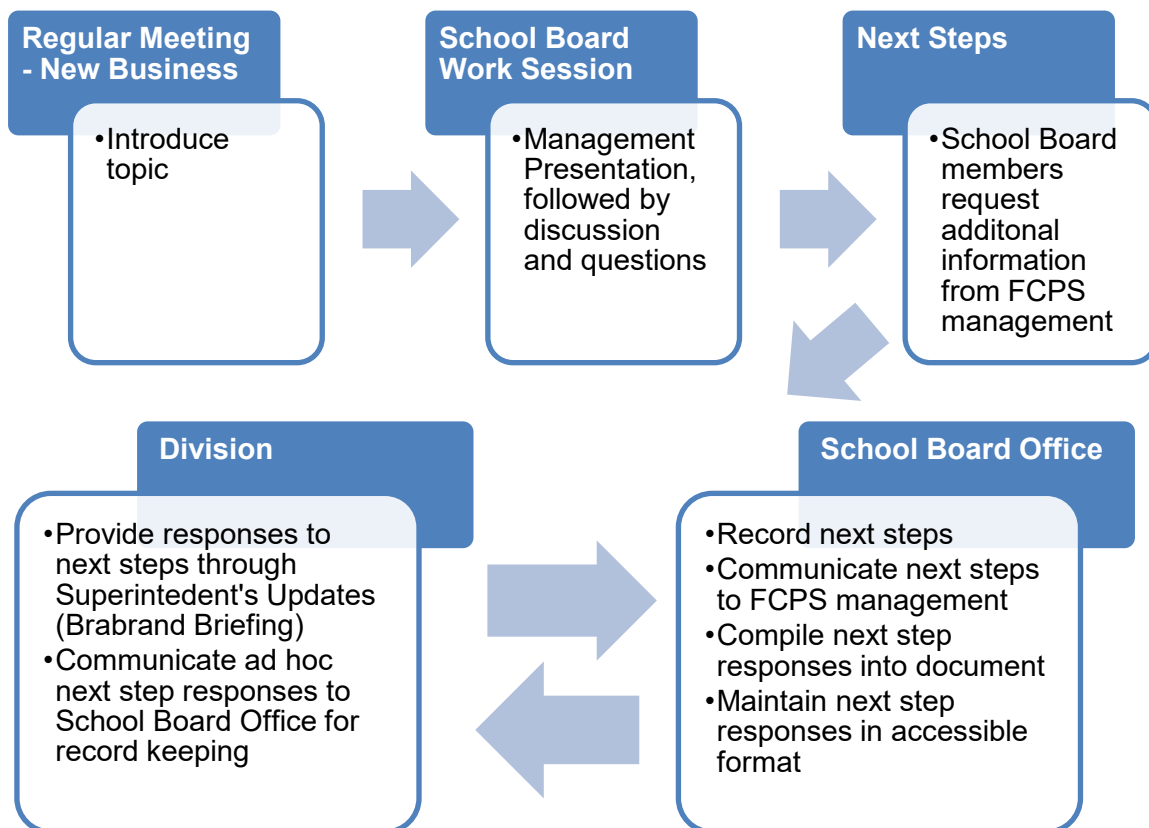 Regular Meeting
- New Business
•Introduce
topic
School Board
Work Session
•Management
Presentation,
followed by
discussion
and questions
Next Steps
•School Board
members
request
additonal
information
from FCPS
management
Division
•Provide responses to
next steps through
Superintedent's Updates
(Brabrand Briefing)
•Communicate ad hoc
next step responses to
School Board Office for
record keeping
School Board Office
•Record next steps
•Communicate next steps
to FCPS management
•Compile next step
responses into document
•Maintain next step
responses in accessible
format